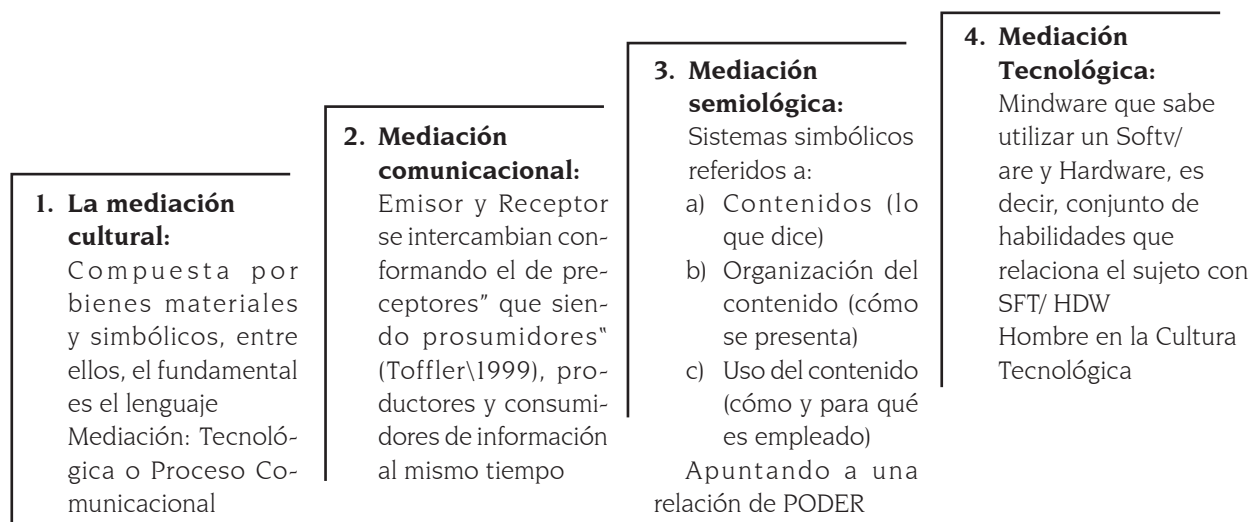 1. La mediación
cultural:
Compuesta por
bienes materiales
y simbólicos, entre
ellos, el fundamental
es el lenguaje
Mediación: Tecnoló-
gica o Proceso Co-
municacional
2. Mediación
comunicacional:
Emisor y Receptor
se intercambian con-
formando el de pre-
ceptores” que sien-
do prosumidores“
(Toffler\1999), pro-
ductores y consumi-
dores de información
al mismo tiempo
3. Mediación
semiológica:
Sistemas simbólicos
referidos a:
a) Contenidos (lo
que dice)
b) Organización del
contenido (cómo
se presenta)
c) Uso del contenido
(cómo y para qué
es empleado)
Apuntando a una
relación de PODER
4. Mediación
Tecnológica:
Mindware que sabe
utilizar un Softv/
are y Hardware, es
decir, conjunto de
habilidades que
relaciona el sujeto con
SFT/ HDW
Hombre en la Cultura
Tecnológica